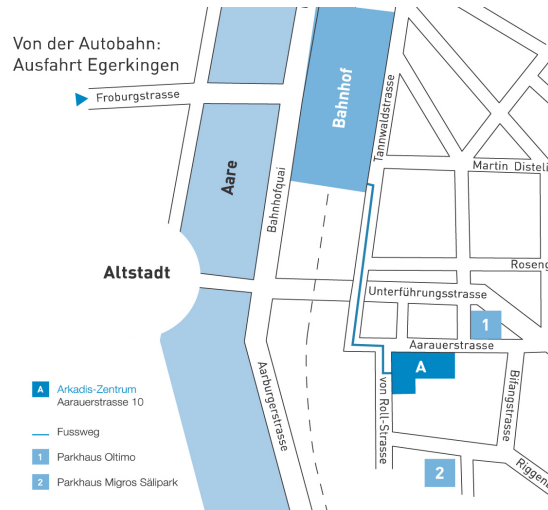 Von der Autobahn:
Ausfahrt Egerkingen
Froburgstrasse
Bahnhof
Tannwaldstrasse
Martin Disteli
Aare
Bahnhofquai
Altstadt
Roseng
Unterführungsstrasse
1
Aarauerstrasse
A
Aarburgerstrasse
von Roll-Strasse
Bifangstrasse
A Arkadis-Zentrum
Aarauerstrasse 10
Fussweg
1 Parkhaus Oltimo
2 Parkhaus Migros Sälipark
2
Riggenb